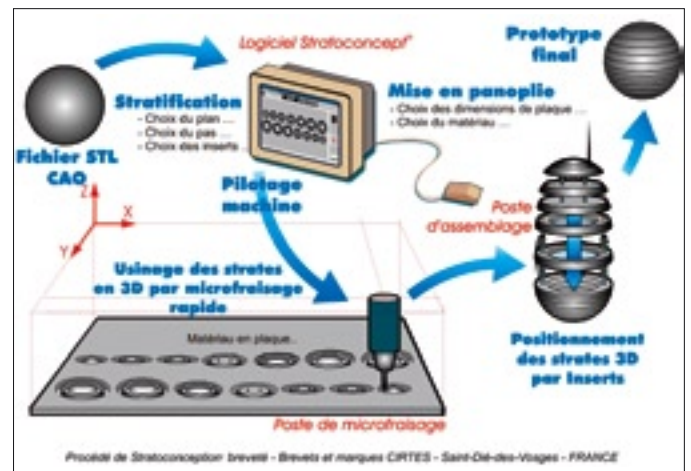 Logiciel Stratoconcept®
Prototype
final
Stratification
- Choix du plan ...
- Choix du pas ...
- Choix des inserts ...
Mise en panoplie
- Choix des dimensions de plaque ...
- Choix du matériau ...
Fichier STL
CAO
Pilotage
machine
Z
X
Y
Poste
d'assemblage
Usinage des strates
en 3D par microfraisage
rapide
Matériau en plaque..
Positionnement
des strates 3D
par Inserts
Poste de microfraisage
Procédé de Stratoconception breveté - Brevets et marques CIRTES - Saint-Dié-des-Vosges - FRANCE